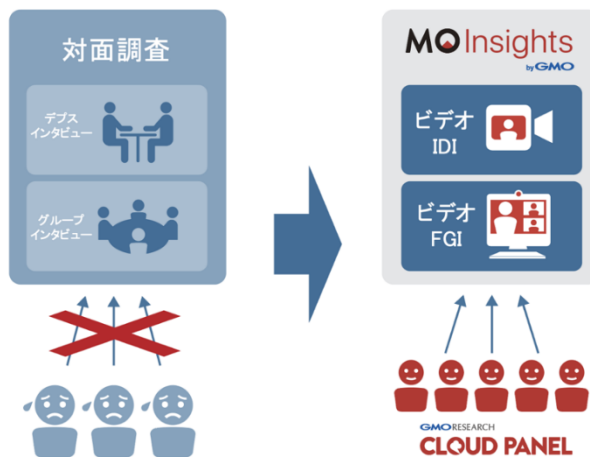 対面調査
デプス
インタビュー
グループ
インタビュー
MO Insights
by GMO
ビデオ
IDI
ビデオ
FGI
GMO RESEARCH
CLOUD PANEL